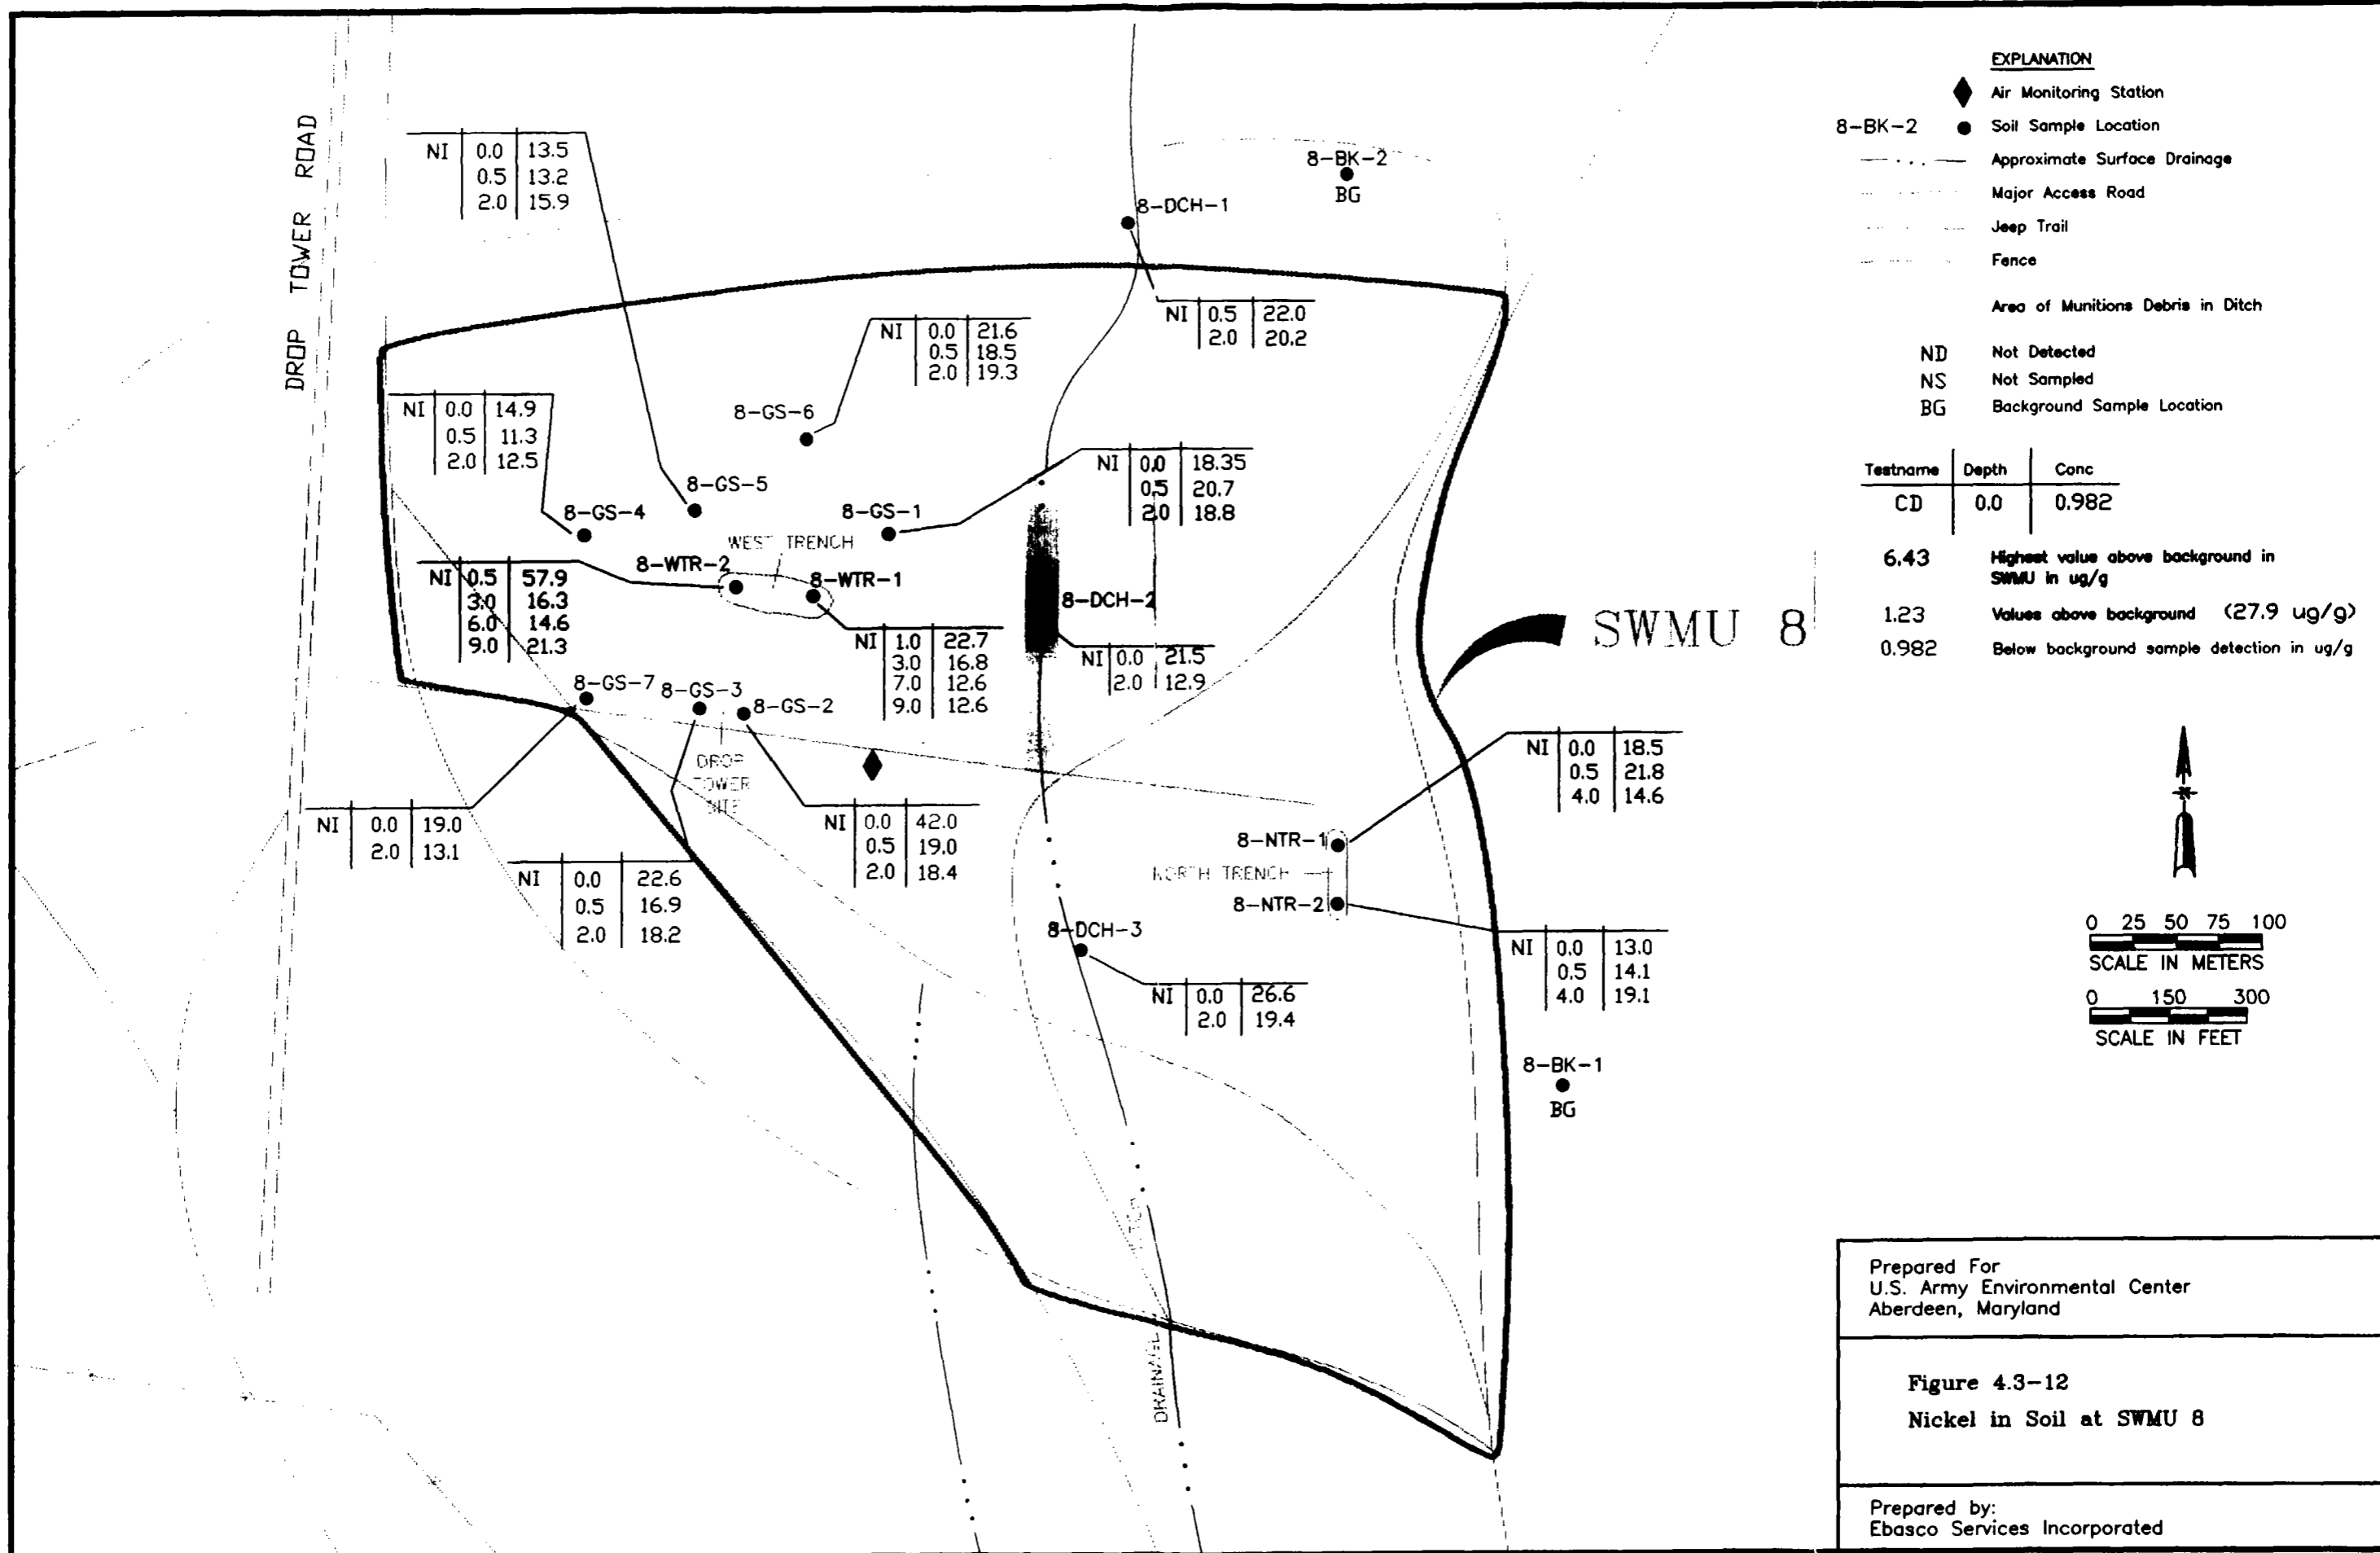 DROP TOWER ROAD
NI 0.0 13.5
0.5 13.2
2.0 15.9
8-BK-2
BG
8-DCH-1
NI 0.5 22.0
2.0 20.2
NI 0.0 21.6
0.5 18.5
2.0 19.3
8-GS-6
NI 0.0 14.9
0.5 11.3
2.0 12.5
8-GS-5
8-GS-4
8-GS-1
NI 0.0 18.35
0.5 20.7
2.0 18.8
WEST TRENCH
8-WTR-2
8-WTR-1
NI 0.5 57.9
3.0 16.3
6.0 14.6
9.0 21.3
NI 1.0 22.7
3.0 16.8
7.0 12.6
9.0 12.6
8-DCH-2
NI 0.0 21.5
2.0 12.9
SWMU 8
8-GS-7
8-GS-3
8-GS-2
DROP
TOWER
SITE
NI 0.0 19.0
2.0 13.1
NI 0.0 22.6
0.5 16.9
2.0 18.2
NI 0.0 42.0
0.5 19.0
2.0 18.4
NI 0.0 18.5
0.5 21.8
4.0 14.6
8-NTR-1
NORTH TRENCH
8-NTR-2
NI 0.0 13.0
0.5 14.1
4.0 19.1
8-DCH-3
NI 0.0 26.6
2.0 19.4
8-BK-1
BG
DRAINAGE
EXPLANATION
Air Monitoring Station
8-BK-2 Soil Sample Location
Approximate Surface Drainage
Major Access Road
Jeep Trail
Fence
Area of Munitions Debris in Ditch
ND Not Detected
NS Not Sampled
BG Background Sample Location
Testname Depth Conc
CD 0.0 0.982
6.43 Highest value above background in
SWMU in ug/g
1.23 Values above background (27.9 ug/g)
0.982 Below background sample detection in ug/g
N
0 25 50 75 100
SCALE IN METERS
0 150 300
SCALE IN FEET
Prepared For
U.S. Army Environmental Center
Aberdeen, Maryland
Figure 4.3-12
Nickel in Soil at SWMU 8
Prepared by:
Ebasco Services Incorporated